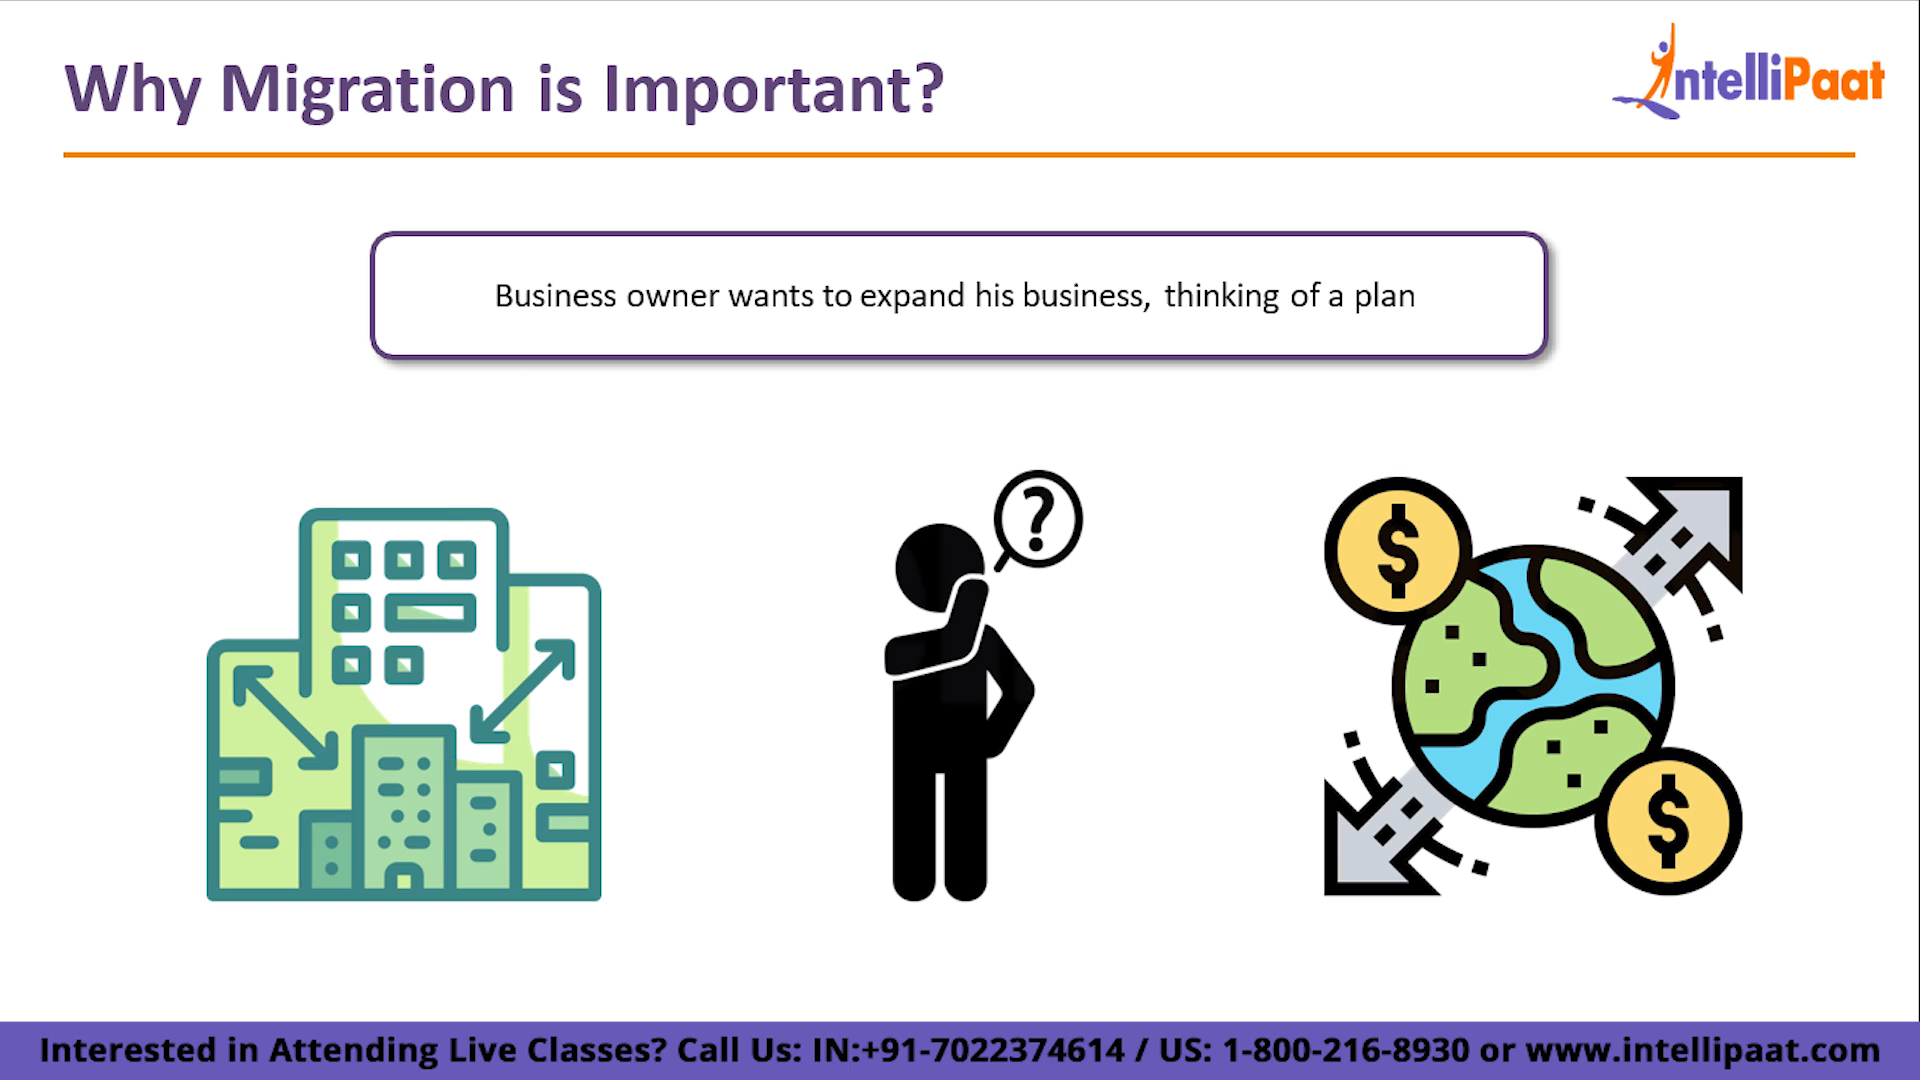 Why Migration is Important?
IntelliPaat
Business owner wants to expand his business, thinking of a plan
?
$
$
Interested in Attending Live Classes? Call Us: IN:+91-7022374614 / US: 1-800-216-8930 or www.intellipaat.com